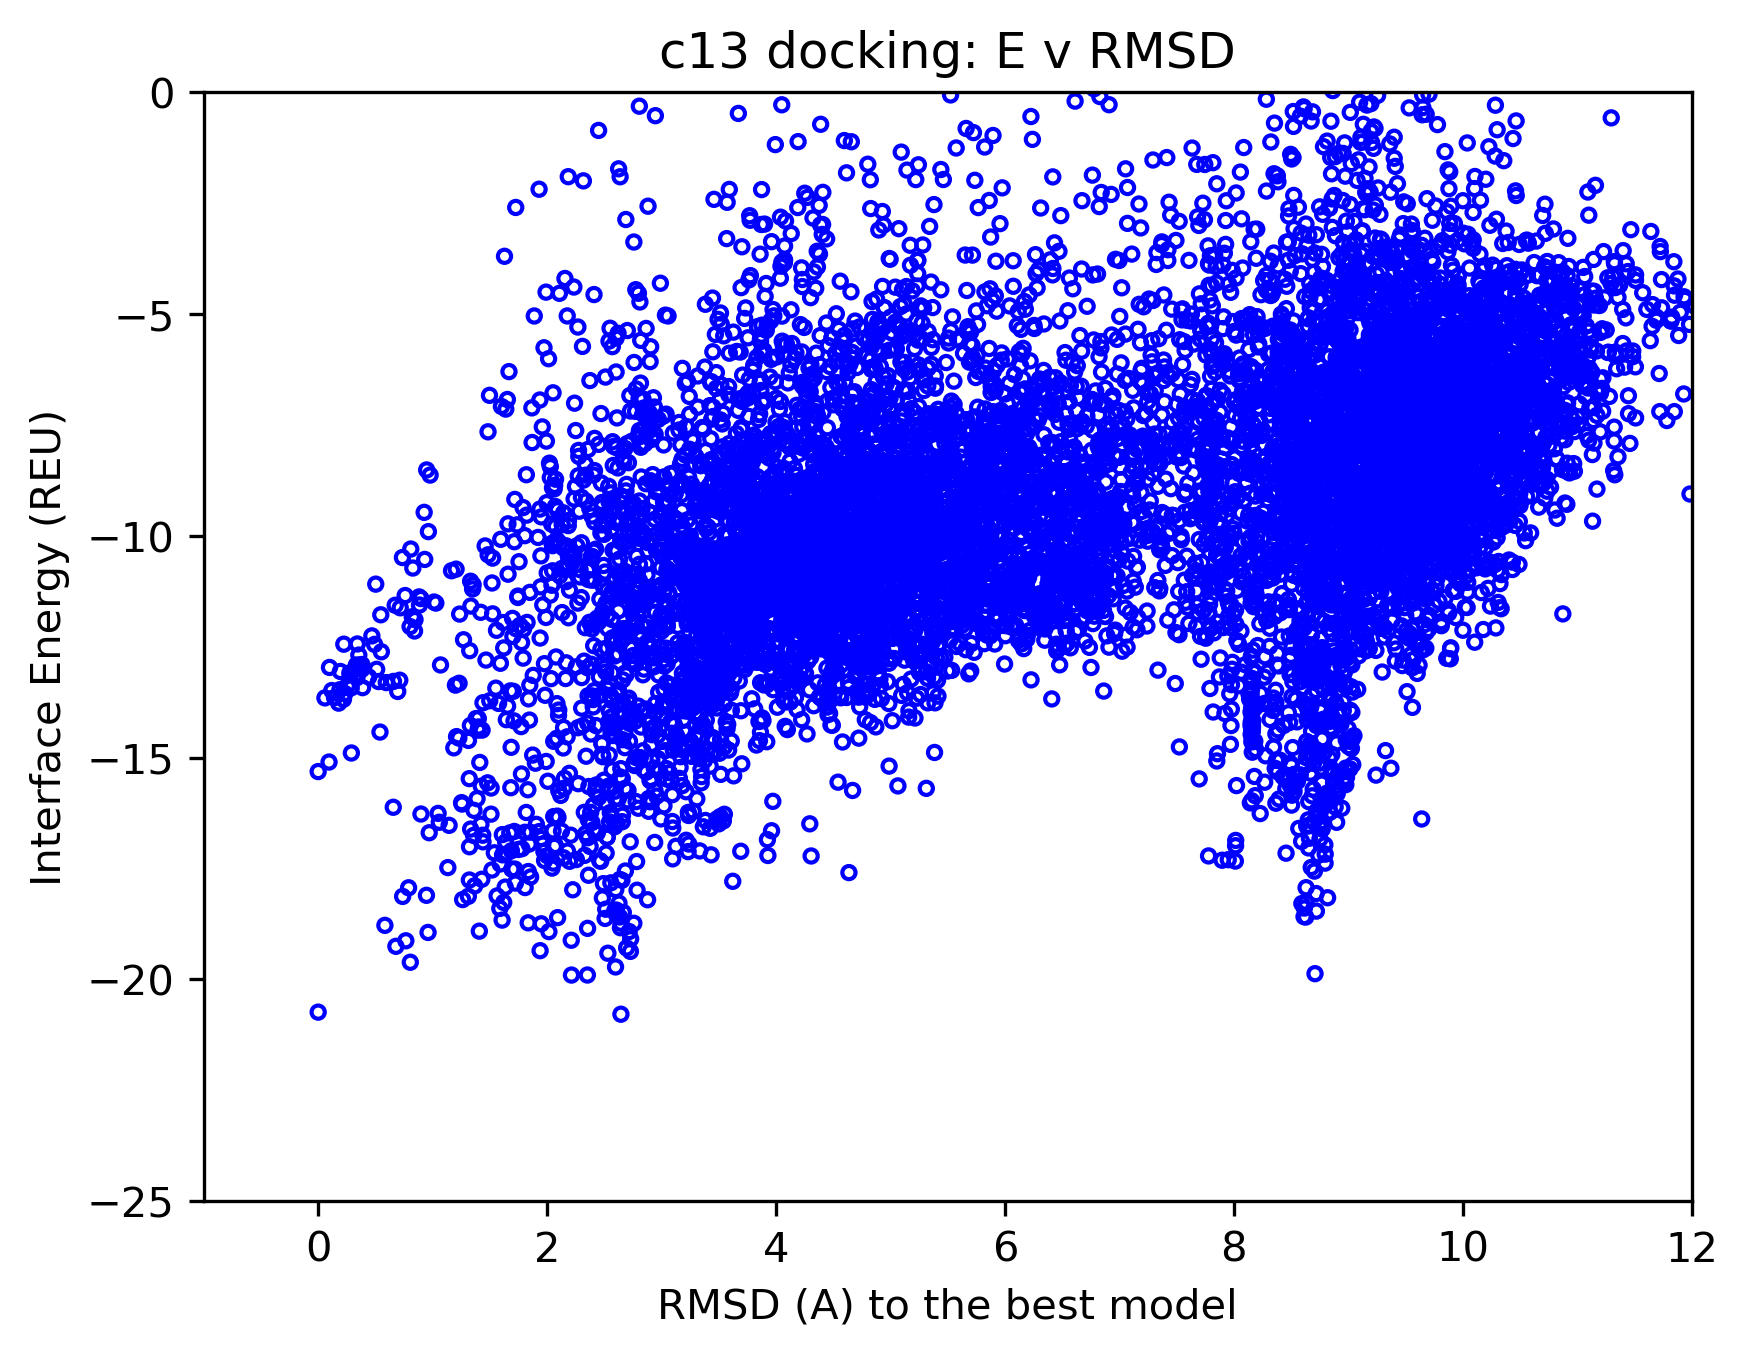 c13 docking: E v RMSD
0
−5
−10
−15
−20
−25
Interface Energy (REU)
0 2 4 6 8 10 12
RMSD (A) to the best model